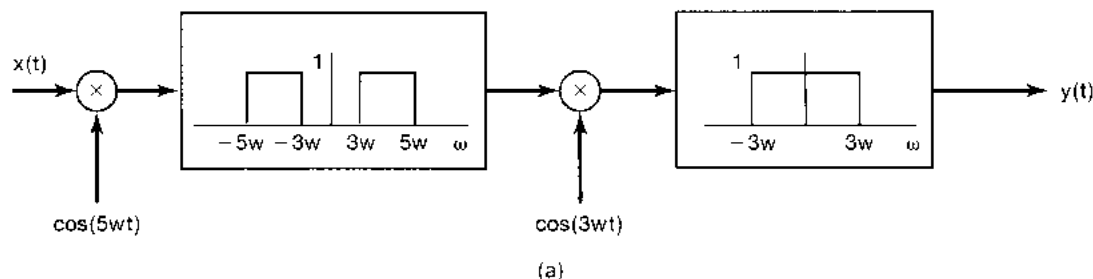 x(t)
×
cos(5wt)
1
−5w −3w 3w 5w ω
×
cos(3wt)
1
−3w 3w ω
y(t)
(a)